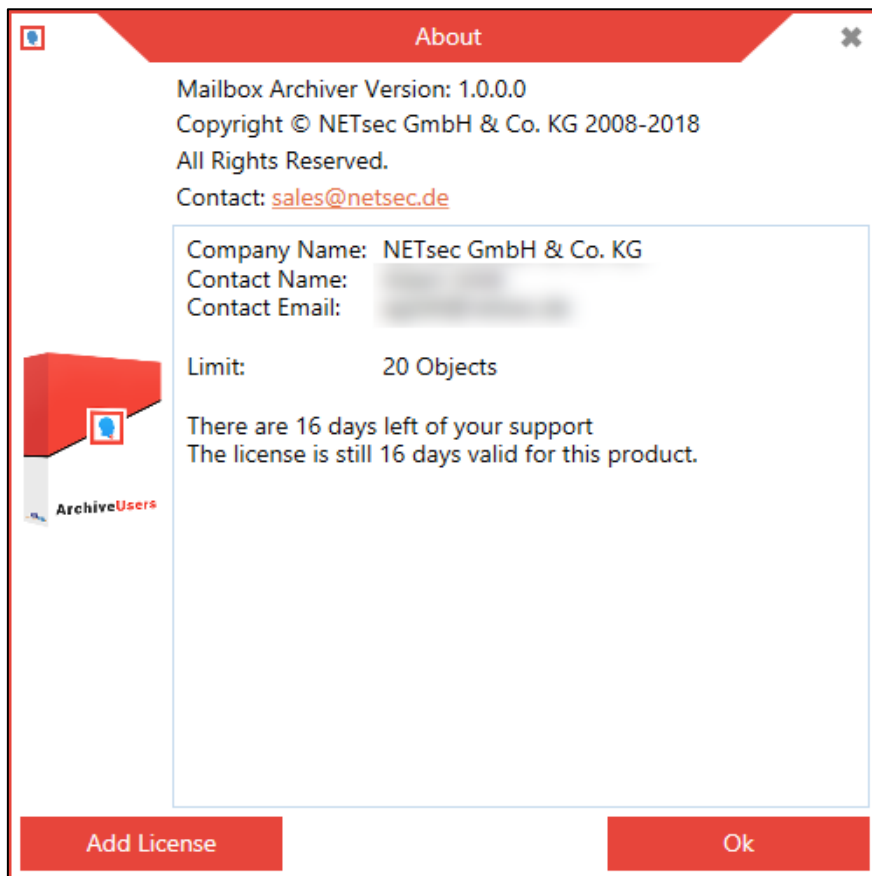 About
Mailbox Archiver Version: 1.0.0.0
Copyright © NETsec GmbH & Co. KG 2008-2018
All Rights Reserved.
Contact: sales@netsec.de
Company Name: NETsec GmbH & Co. KG
Contact Name:
Contact Email:
Limit: 20 Objects
There are 16 days left of your support
The license is still 16 days valid for this product.
ArchiveUsers
Add License
Ok